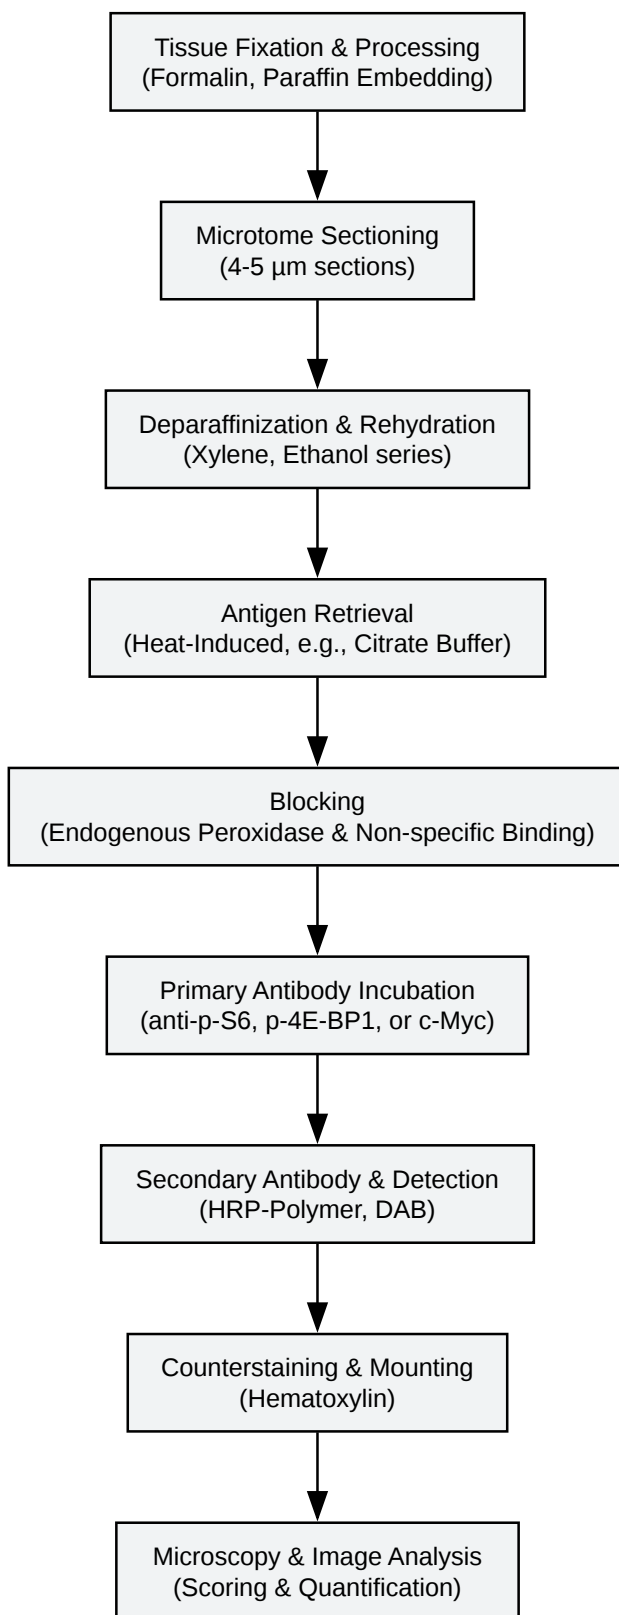 Tissue Fixation & Processing
(Formalin, Paraffin Embedding)
Microtome Sectioning
(4-5 µm sections)
Deparaffinization & Rehydration
(Xylene, Ethanol series)
Antigen Retrieval
(Heat-Induced, e.g., Citrate Buffer)
Blocking
(Endogenous Peroxidase & Non-specific Binding)
Primary Antibody Incubation
(anti-p-S6, p-4E-BP1, or c-Myc)
Secondary Antibody & Detection
(HRP-Polymer, DAB)
Counterstaining & Mounting
(Hematoxylin)
Microscopy & Image Analysis
(Scoring & Quantification)